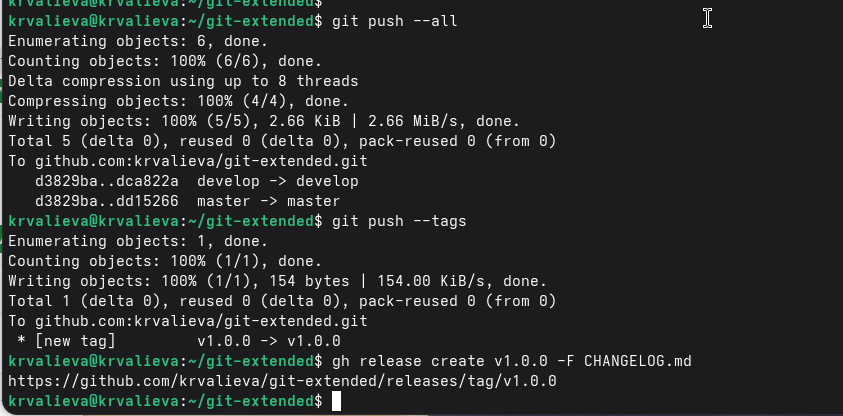 krvalieva@krvalieva:~/git-extended$
krvalieva@krvalieva:~/git-extended$ git push --all
Enumerating objects: 6, done.
Counting objects: 100% (6/6), done.
Delta compression using up to 8 threads
Compressing objects: 100% (4/4), done.
Writing objects: 100% (5/5), 2.66 KiB | 2.66 MiB/s, done.
Total 5 (delta 0), reused 0 (delta 0), pack-reused 0 (from 0)
To github.com:krvalieva/git-extended.git
   d3829ba..dca822a  develop -> develop
   d3829ba..dd15266  master -> master
krvalieva@krvalieva:~/git-extended$ git push --tags
Enumerating objects: 1, done.
Counting objects: 100% (1/1), done.
Writing objects: 100% (1/1), 154 bytes | 154.00 KiB/s, done.
Total 1 (delta 0), reused 0 (delta 0), pack-reused 0 (from 0)
To github.com:krvalieva/git-extended.git
 * [new tag]         v1.0.0 -> v1.0.0
krvalieva@krvalieva:~/git-extended$ gh release create v1.0.0 -F CHANGELOG.md
https://github.com/krvalieva/git-extended/releases/tag/v1.0.0
krvalieva@krvalieva:~/git-extended$